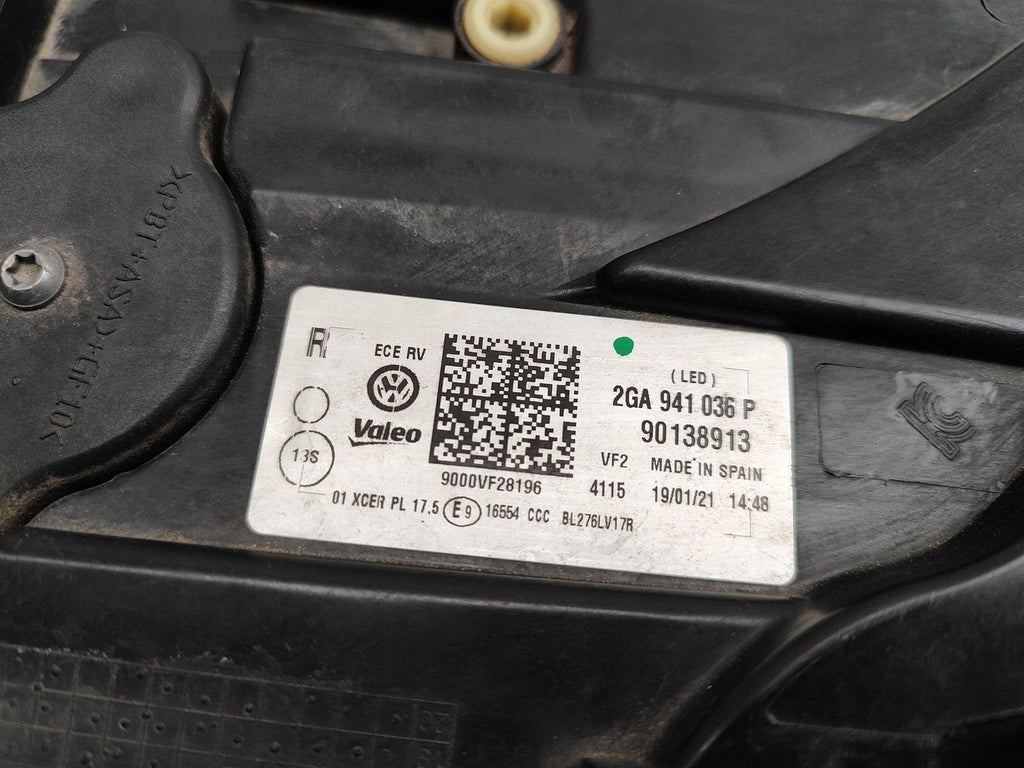 >(PBT+ASA)+GF10<
R
ECE RV
Valeo
13S
9000VF28196
01 XCER PL 17.5 E9 16554 CCC BL276LV17R
(LED)
2GA 941 036 P
90138913
VF2 MADE IN SPAIN
4115 19/01/21 14:48